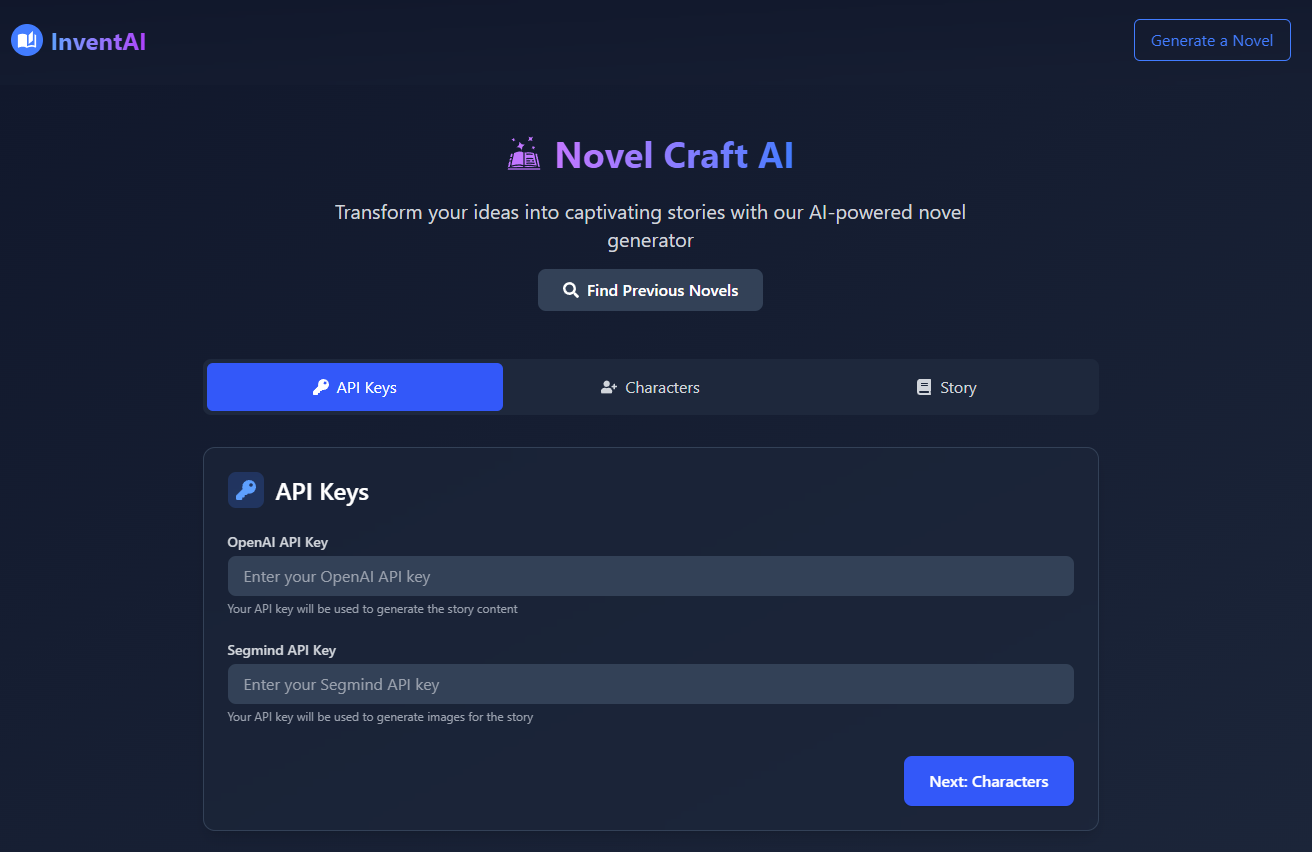 InventAI
Generate a Novel
Novel Craft AI
Transform your ideas into captivating stories with our AI-powered novel
generator
Find Previous Novels
API Keys
Characters
Story
API Keys
OpenAI API Key
Enter your OpenAI API key
Your API key will be used to generate the story content
Segmind API Key
Enter your Segmind API key
Your API key will be used to generate images for the story
Next: Characters